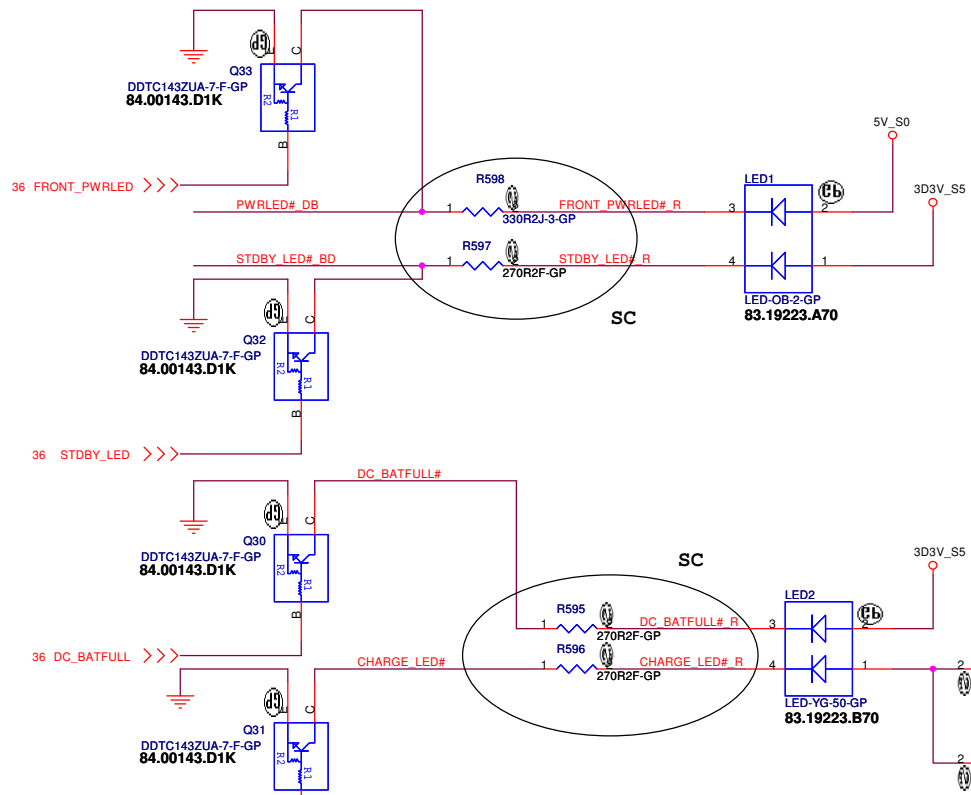 E
C
Q33
DDTC143ZUA-7-F-GP
84.00143.D1K
R2
R1
B
36 FRONT_PWRLED
5V_S0
3D3V_S5
PWRLED#_DB
1
R598
330R2J-3-GP
FRONT_PWRLED#_R
3
LED1
2
STDBY_LED#_BD
1
R597
270R2F-GP
STDBY_LED#_R
4
1
LED-OB-2-GP
83.19223.A70
SC
E
C
Q32
DDTC143ZUA-7-F-GP
84.00143.D1K
R2
R1
B
36 STDBY_LED
DC_BATFULL#
E
C
Q30
DDTC143ZUA-7-F-GP
84.00143.D1K
R2
R1
B
36 DC_BATFULL
SC
3D3V_S5
1
R595
270R2F-GP
DC_BATFULL#_R
3
LED2
2
CHARGE_LED#
1
R596
270R2F-GP
CHARGE_LED#_R
4
1
2
LED-YG-50-GP
83.19223.B70
E
C
Q31
DDTC143ZUA-7-F-GP
84.00143.D1K
R2
R1
2